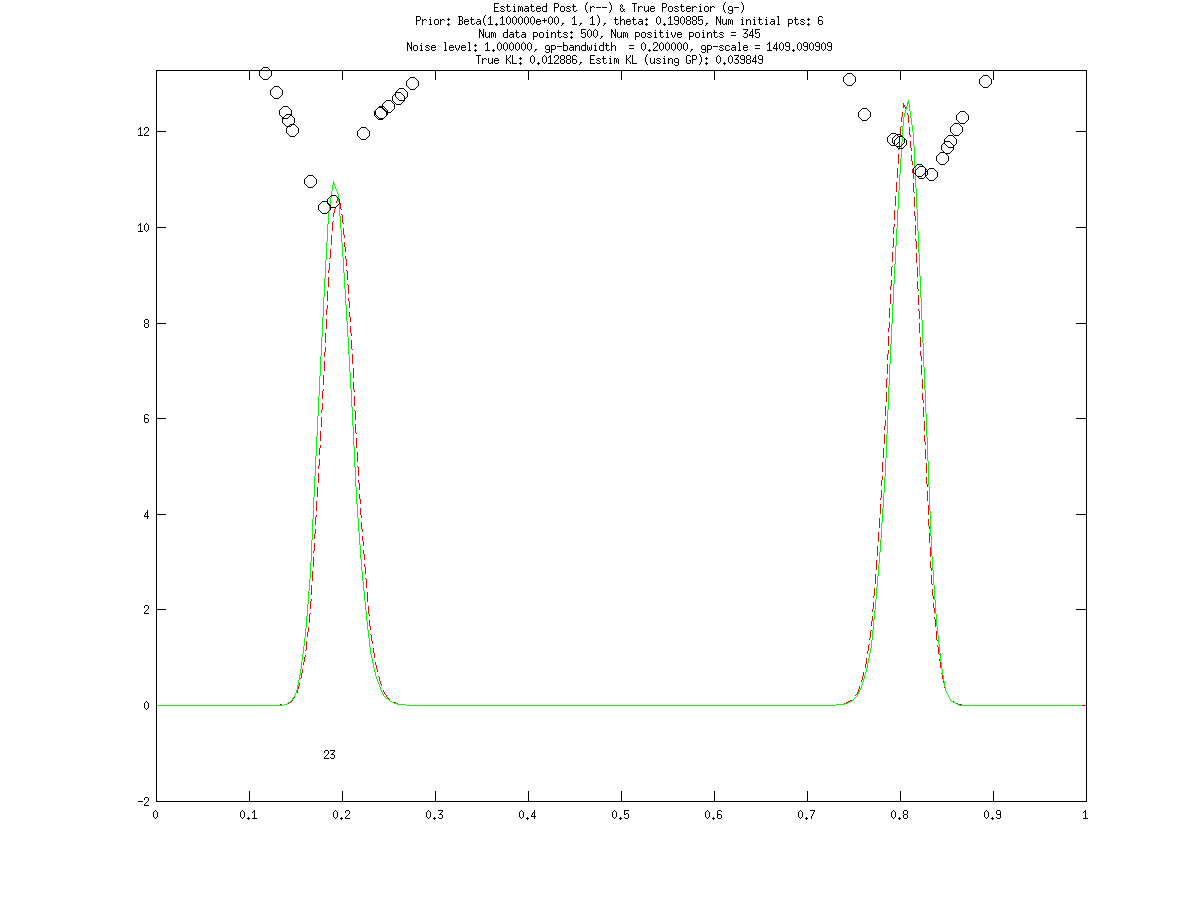 Estimated Post (r--) & True Posterior (g-)
Prior: Beta(1.100000e+00, 1, 1), theta: 0.190885, Num initial pts: 6
Num data points: 500, Num positive points = 345
Noise level: 1.000000, gp-bandwidth  = 0.200000, gp-scale = 1409.090909
True KL: 0.012886, Estim KL (using GP): 0.039849
12
10
8
6
4
2
0
23
-2
0 0.1 0.2 0.3 0.4 0.5 0.6 0.7 0.8 0.9 1